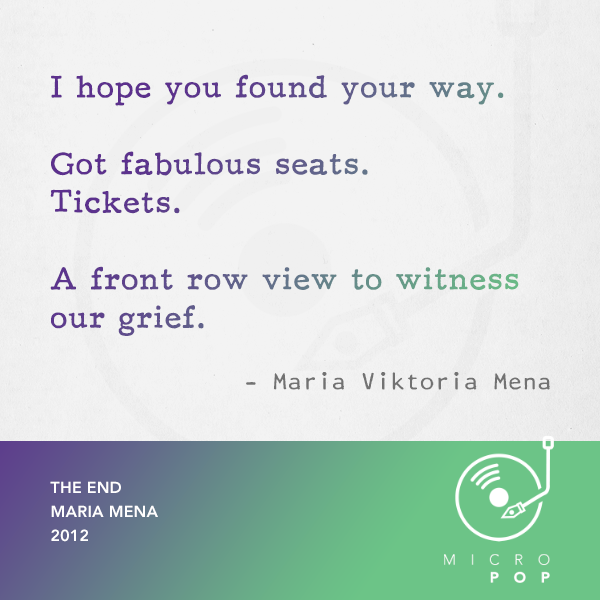 I hope you found your way.
Got fabulous seats.
Tickets.
A front row view to witness
our grief.
– Maria Viktoria Mena
THE END
MARIA MENA
2012
MICRO
POP